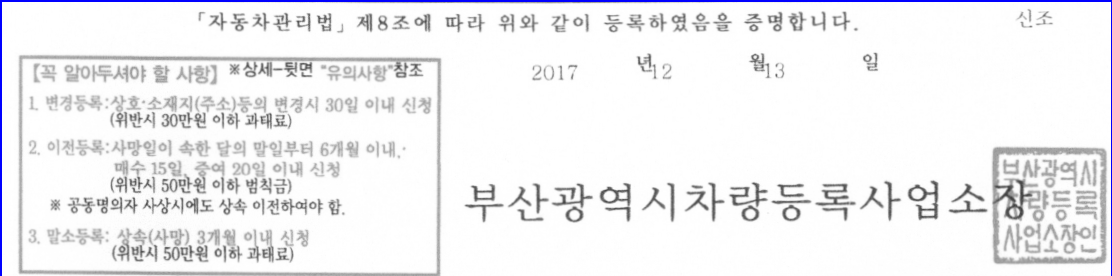 「자동차관리법」 제8조에 따라 위와 같이 등록하였음을 증명합니다.
신조
2017 년 12 월 13 일
【꼭 알아두셔야 할 사항】 ※상세-뒷면 "유의사항"참조
1. 변경등록:상호·소재지(주소)등의 변경시 30일 이내 신청
(위반시 30만원 이하 과태료)
2. 이전등록:사망일이 속한 달의 말일부터 6개월 이내,·
매수 15일, 증여 20일 이내 신청
(위반시 50만원 이하 범칙금)
※ 공동명의자 사상시에도 상속 이전하여야 함.
3. 말소등록: 상속(사망) 3개월 이내 신청
(위반시 50만원 이하 과태료)
부산광역시차량등록사업소장
부산광역시
차량등록
사업소장인